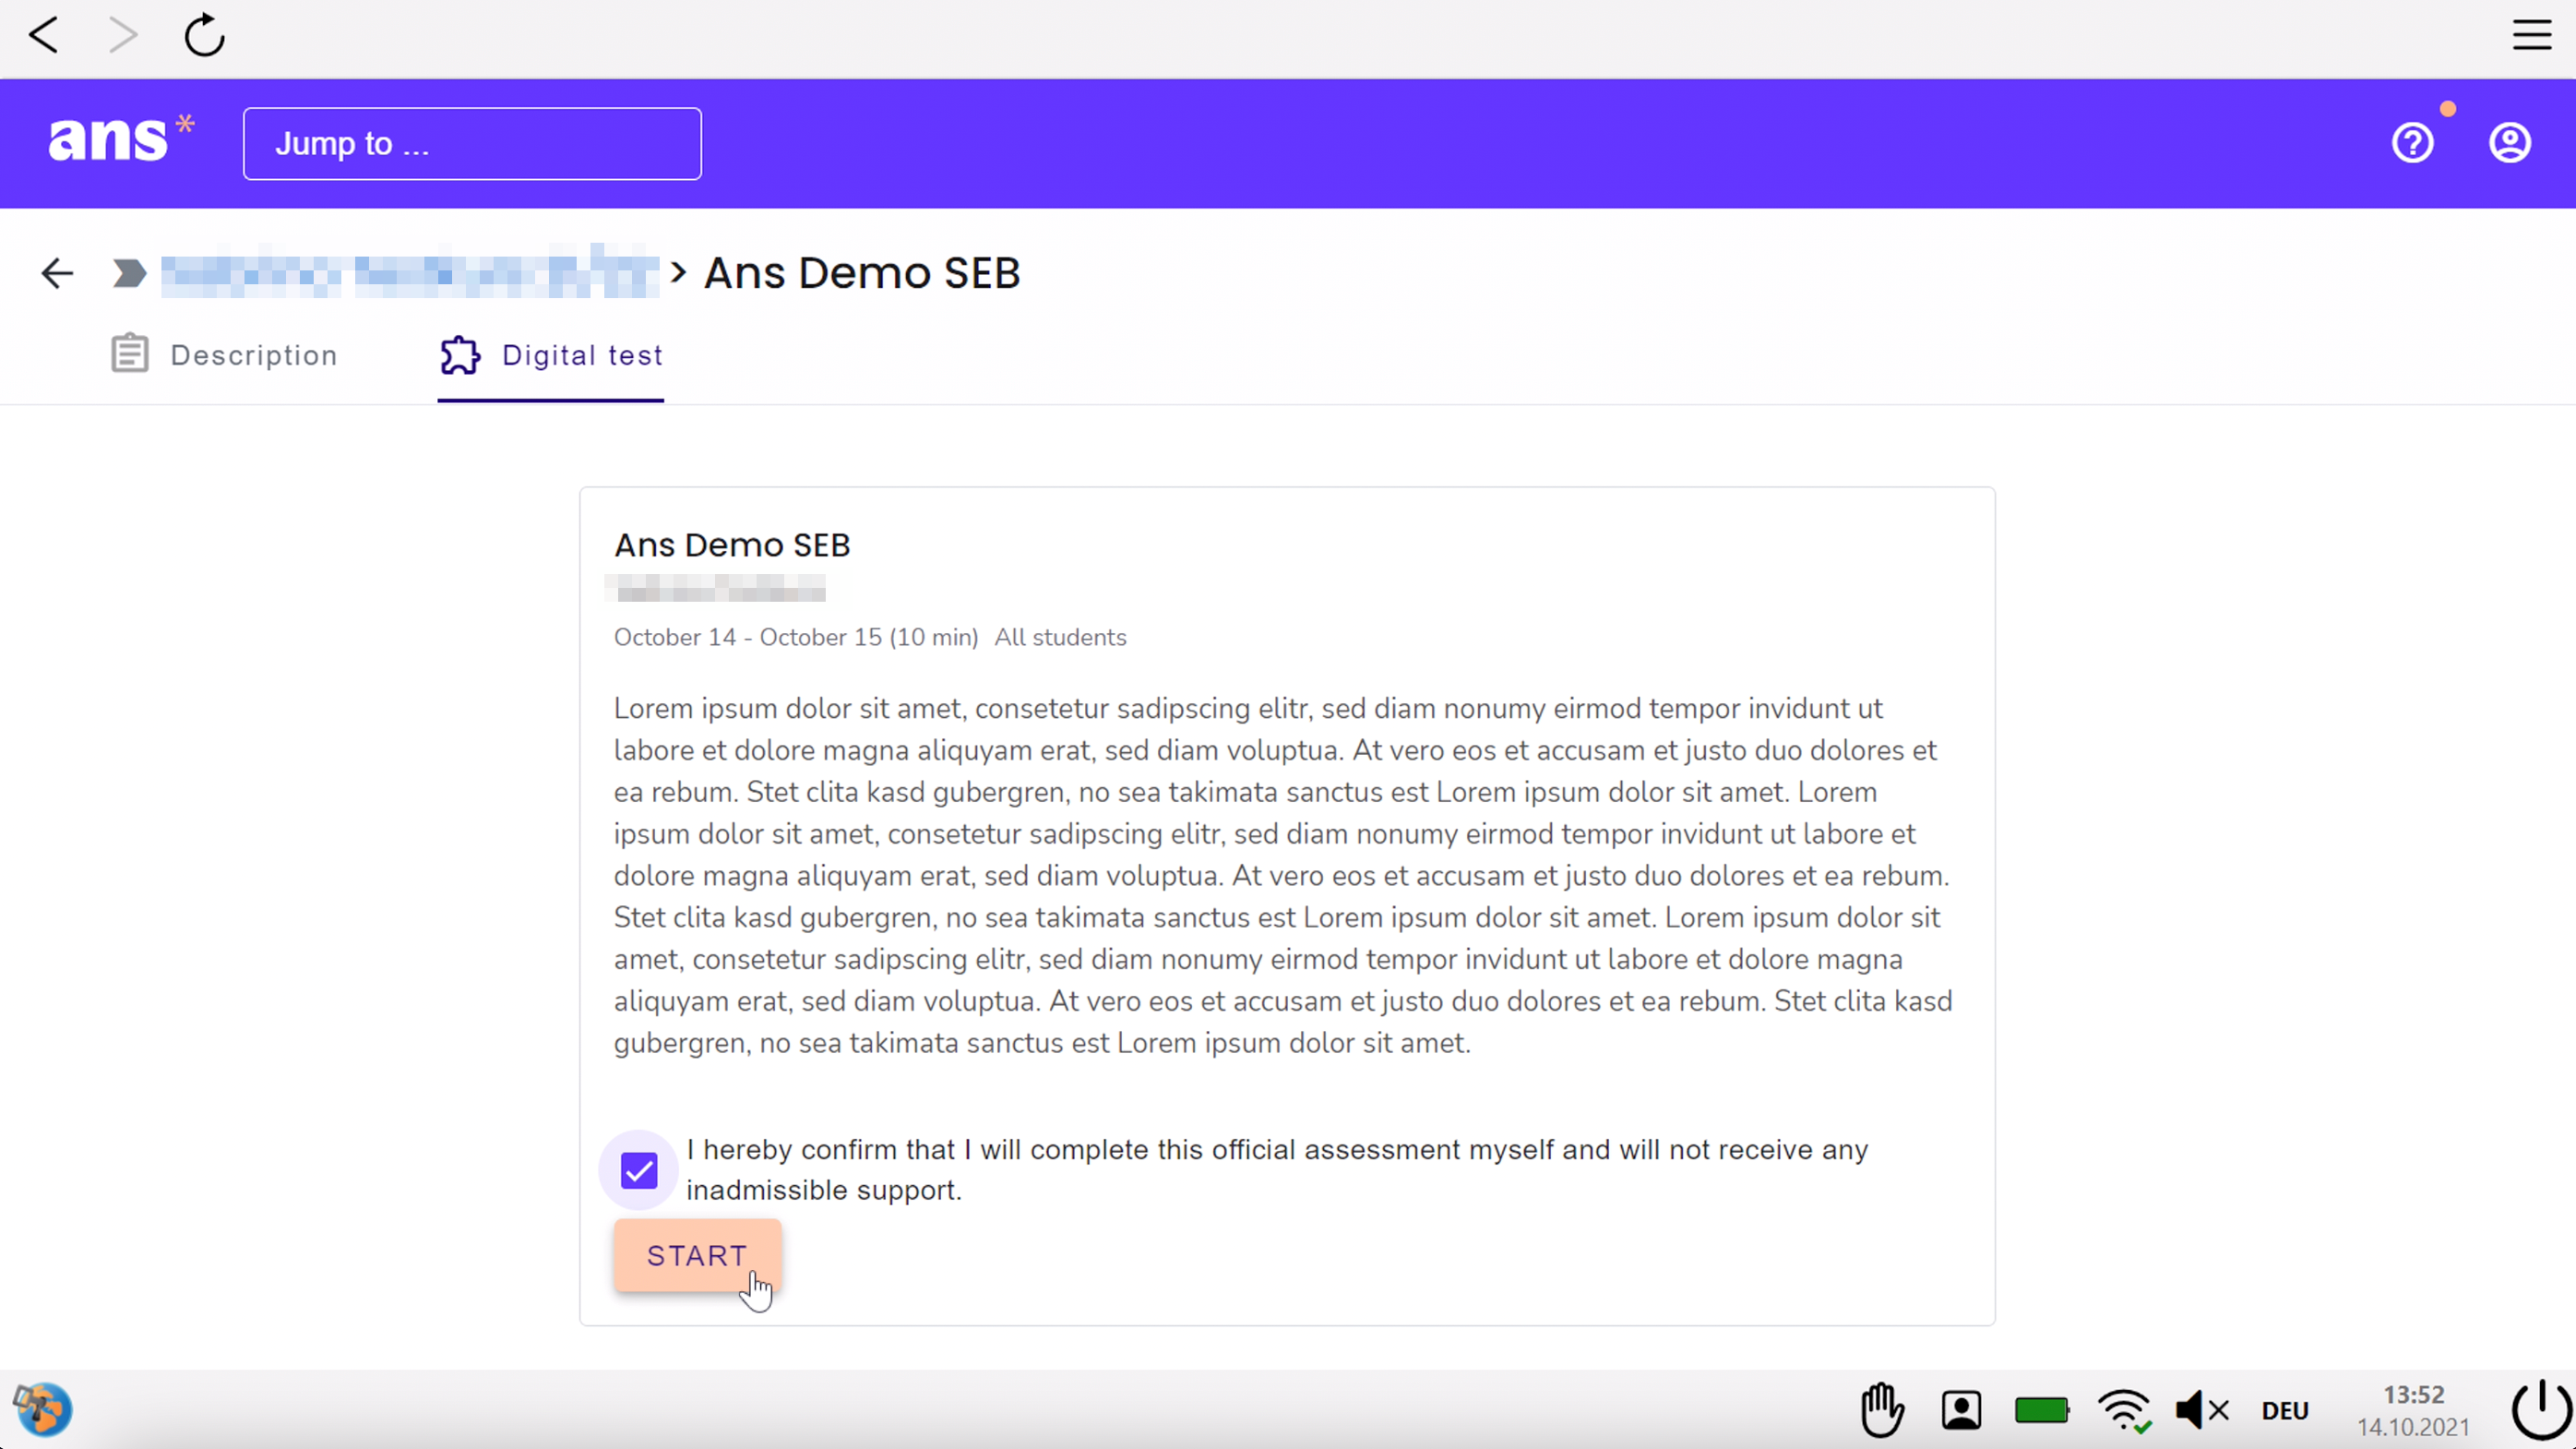 ans*
Jump to ...
> Ans Demo SEB
Description
Digital test
Ans Demo SEB
October 14 - October 15 (10 min) All students
Lorem ipsum dolor sit amet, consetetur sadipscing elitr, sed diam nonumy eirmod tempor invidunt ut
labore et dolore magna aliquyam erat, sed diam voluptua. At vero eos et accusam et justo duo dolores et
ea rebum. Stet clita kasd gubergren, no sea takimata sanctus est Lorem ipsum dolor sit amet. Lorem
ipsum dolor sit amet, consetetur sadipscing elitr, sed diam nonumy eirmod tempor invidunt ut labore et
dolore magna aliquyam erat, sed diam voluptua. At vero eos et accusam et justo duo dolores et ea rebum.
Stet clita kasd gubergren, no sea takimata sanctus est Lorem ipsum dolor sit amet. Lorem ipsum dolor sit
amet, consetetur sadipscing elitr, sed diam nonumy eirmod tempor invidunt ut labore et dolore magna
aliquyam erat, sed diam voluptua. At vero eos et accusam et justo duo dolores et ea rebum. Stet clita kasd
gubergren, no sea takimata sanctus est Lorem ipsum dolor sit amet.
I hereby confirm that I will complete this official assessment myself and will not receive any
inadmissible support.
START
DEU
13:52
14.10.2021